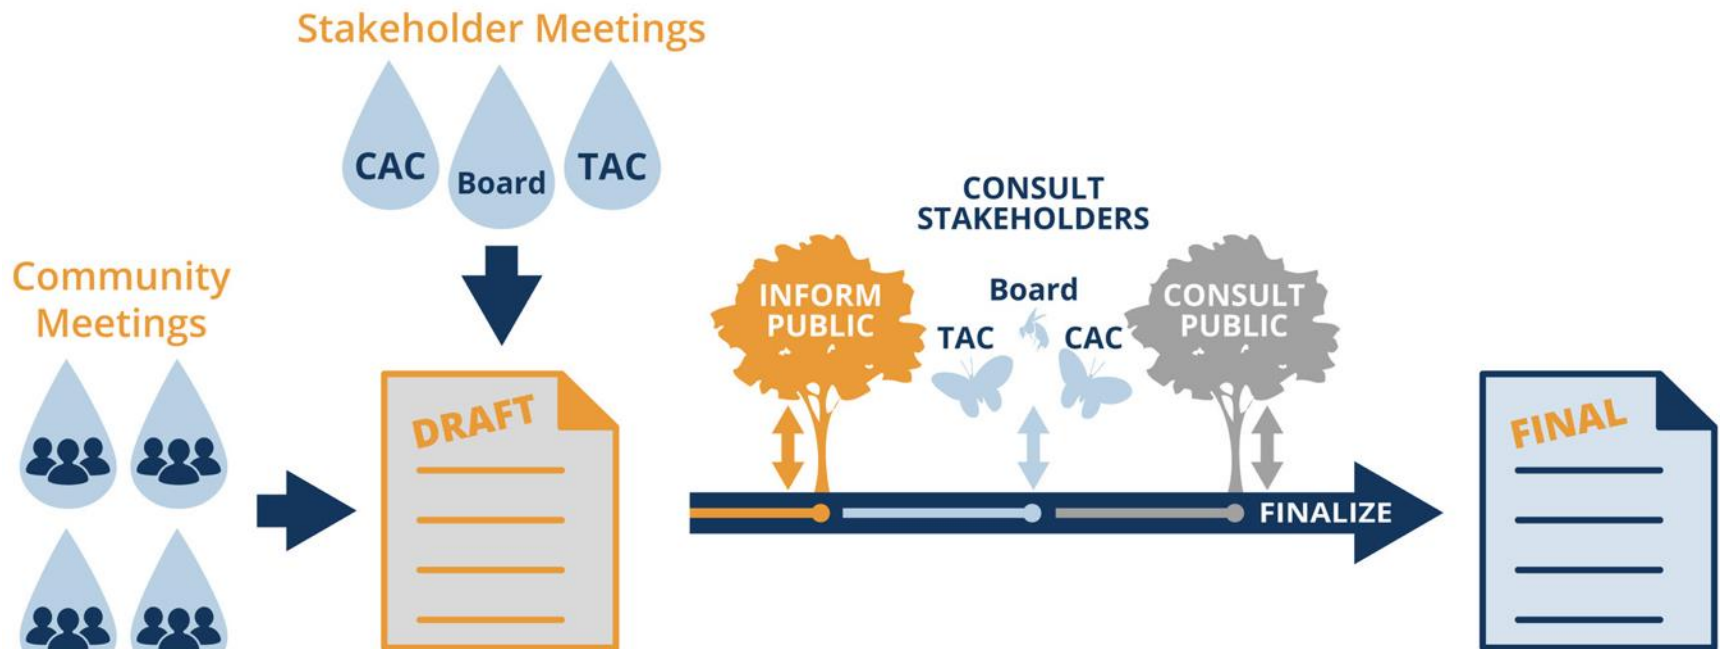 Stakeholder Meetings
CAC
Board
TAC
Community
Meetings
DRAFT
INFORM
PUBLIC
CONSULT
STAKEHOLDERS
Board
TAC
CAC
CONSULT
PUBLIC
FINALIZE
FINAL